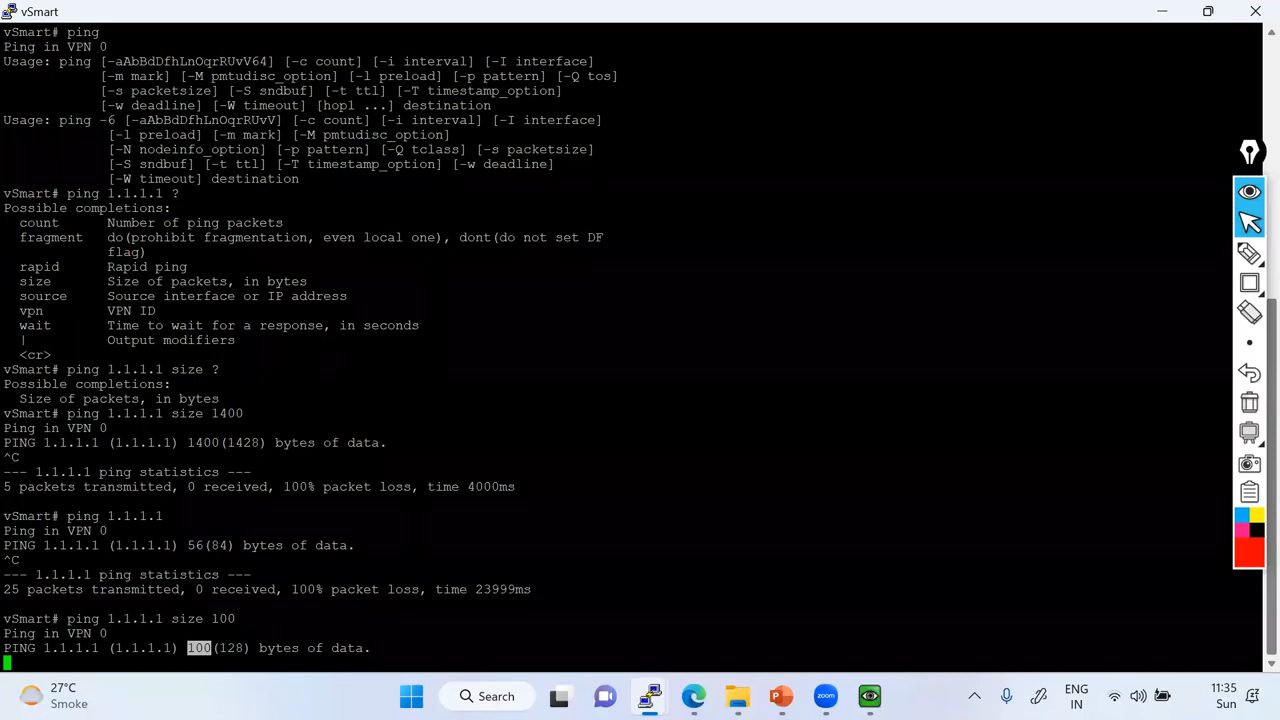 vSmart
vSmart# ping
Ping in VPN 0
Usage: ping [-aAbBdDfhLnOqrRUvV64] [-c count] [-i interval] [-I interface]
            [-m mark] [-M pmtudisc_option] [-l preload] [-p pattern] [-Q tos]
            [-s packetsize] [-S sndbuf] [-t ttl] [-T timestamp_option]
            [-w deadline] [-W timeout] [hop1 ...] destination
Usage: ping -6 [-aAbBdDfhLnOqrRUvV] [-c count] [-i interval] [-I interface]
             [-l preload] [-m mark] [-M pmtudisc_option]
             [-N nodeinfo_option] [-p pattern] [-Q tclass] [-s packetsize]
             [-S sndbuf] [-t ttl] [-T timestamp_option] [-w deadline]
             [-W timeout] destination
vSmart# ping 1.1.1.1 ?
Possible completions:
  count      Number of ping packets
  fragment   do(prohibit fragmentation, even local one), dont(do not set DF
             flag)
  rapid      Rapid ping
  size       Size of packets, in bytes
  source     Source interface or IP address
  vpn        VPN ID
  wait       Time to wait for a response, in seconds
  |          Output modifiers
  <cr>
vSmart# ping 1.1.1.1 size ?
Possible completions:
  Size of packets, in bytes
vSmart# ping 1.1.1.1 size 1400
Ping in VPN 0
PING 1.1.1.1 (1.1.1.1) 1400(1428) bytes of data.
^C
--- 1.1.1.1 ping statistics ---
5 packets transmitted, 0 received, 100% packet loss, time 4000ms
vSmart# ping 1.1.1.1
Ping in VPN 0
PING 1.1.1.1 (1.1.1.1) 56(84) bytes of data.
^C
--- 1.1.1.1 ping statistics ---
25 packets transmitted, 0 received, 100% packet loss, time 23999ms
vSmart# ping 1.1.1.1 size 100
Ping in VPN 0
PING 1.1.1.1 (1.1.1.1) 100(128) bytes of data.
27°C
Smoke
Search
zoom
ENG
IN
11:35
Sun